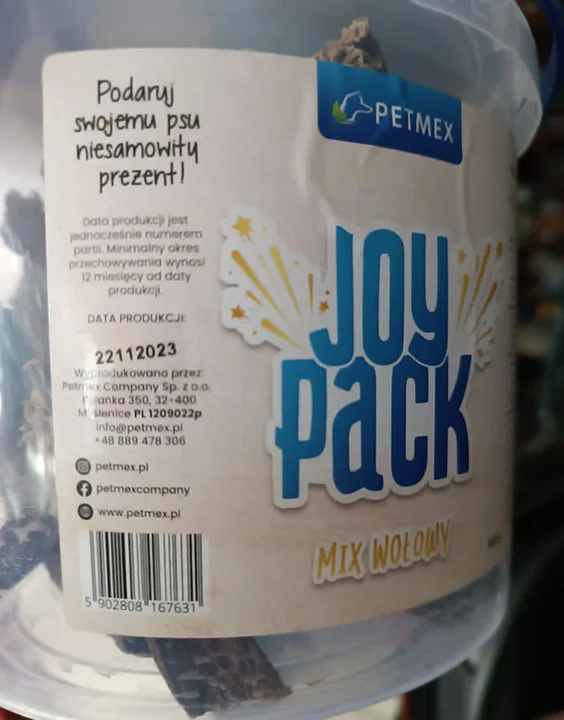 Podaruj
swojemu psu
niesamowity
prezent!
Data produkcji jest
jednocześnie numerem
partii. Minimalny okres
przechowywania wynosi
12 miesięcy od daty
produkcji.
DATA PRODUKCJI:
22112023
Wyprodukowano przez:
Petmex Company Sp. z o.o.
Polanka 350, 32-400
Myślenice PL 1209022p
info@petmex.pl
+48 889 478 306
petmex.pl
petmexcompany
www.petmex.pl
5 902808 167631
PETMEX
JOY
PACK
MIX WOŁOWY